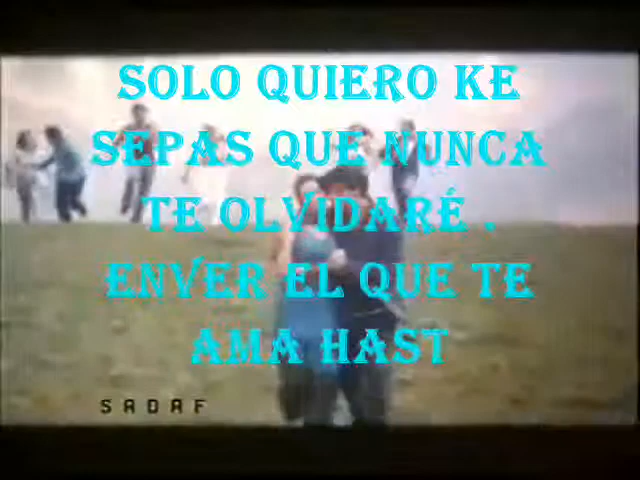 SOLO QUIERO KE
SEPAS QUE NUNCA
TE OLVIDARÉ .
ENVER EL QUE TE
AMA HAST
SADAF